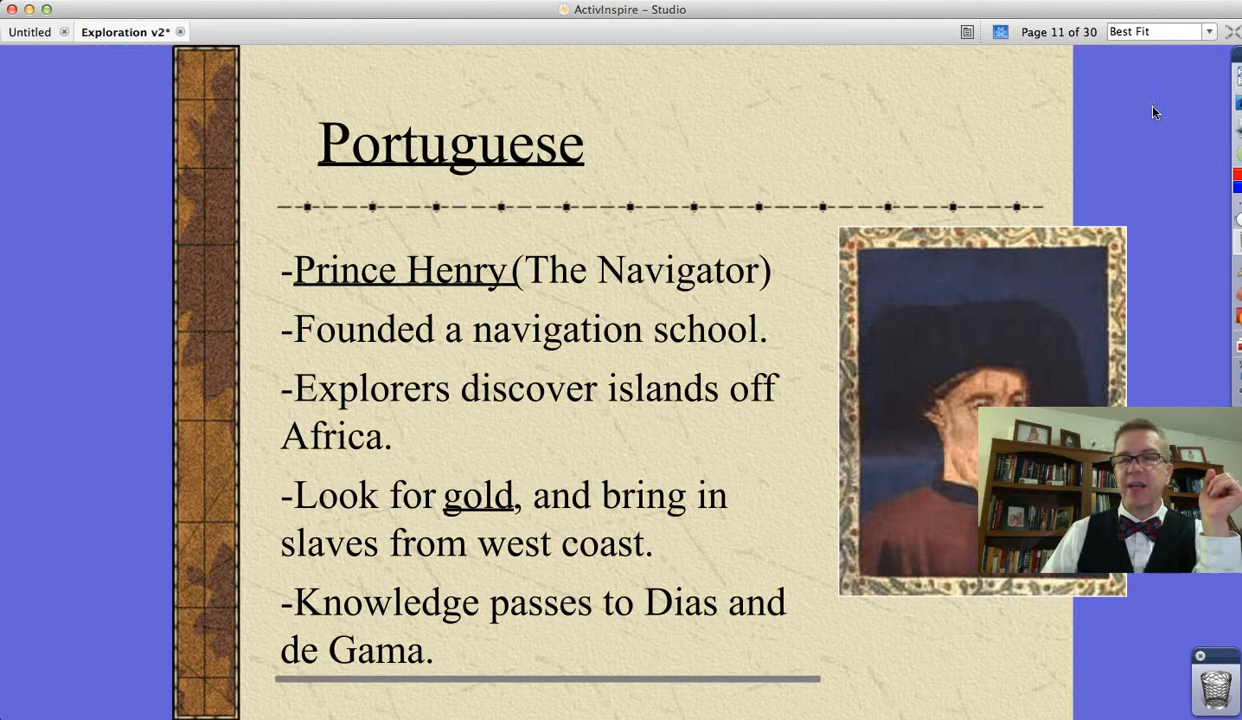 ActivInspire – Studio
Untitled
Exploration v2*
Page 11 of 30
Best Fit
Portuguese
-Prince Henry (The Navigator)
-Founded a navigation school.
-Explorers discover islands off
Africa.
-Look for gold, and bring in
slaves from west coast.
-Knowledge passes to Dias and
de Gama.